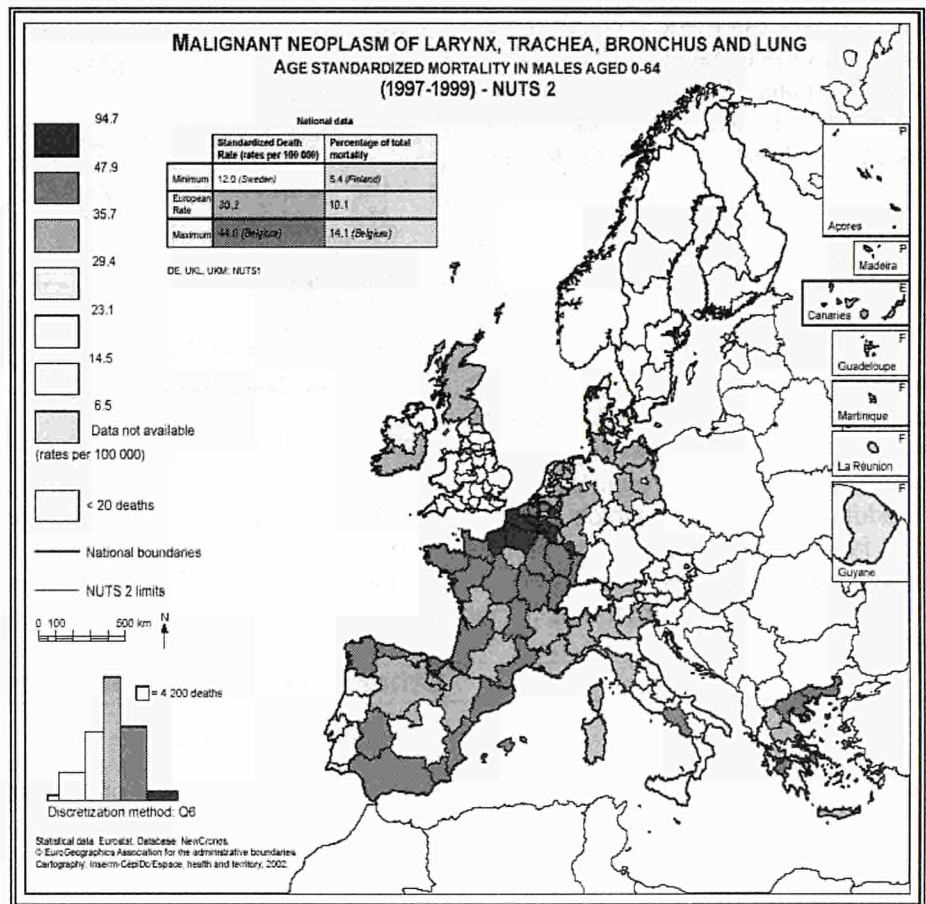 MALIGNANT NEOPLASM OF LARYNX, TRACHEA, BRONCHUS AND LUNG
AGE STANDARDIZED MORTALITY IN MALES AGED 0-64
(1997-1999) - NUTS 2
National data
Standardized Death Rate (rates per 100 000) Percentage of total mortality
Minimum 12.0 (Sweden) 5.4 (Finland)
European Rate 30.2 10.1
Maximum 44.6 (Belgium) 14.1 (Belgium)
DE, UKL, UKM: NUTS1
94.7
47.9
35.7
29.4
23.1
14.5
6.5
Data not available
(rates per 100 000)
< 20 deaths
National boundaries
NUTS 2 limits
0 100 500 km N
= 4 200 deaths
Discretization method: Q6
Statistical data: Eurostat. Database: NewCronos.
© EuroGeographics Association for the administrative boundaries
Cartography: Inserm-CépiDc/Espace, health and territory, 2002.
P
Açores
P
Madeira
E
Canaries
F
Guadeloupe
F
Martinique
F
La Réunion
F
Guyane